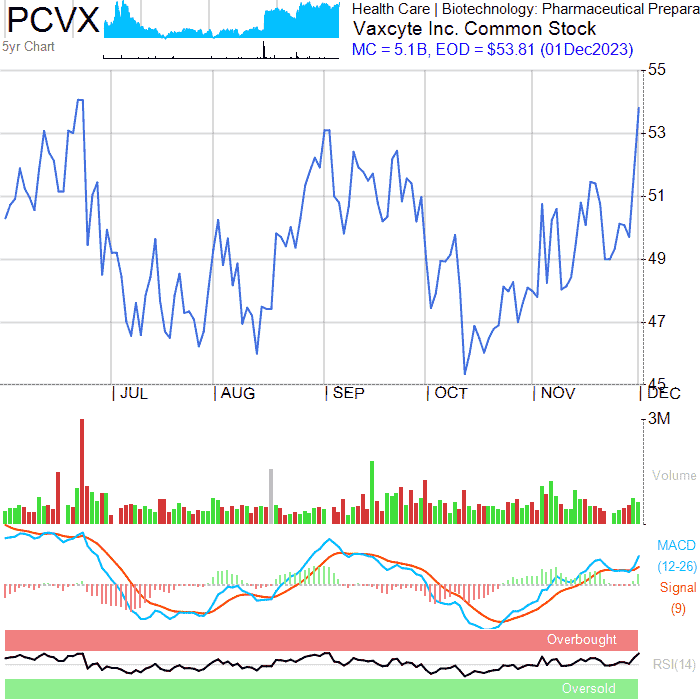 PCVX
5yr Chart
Health Care | Biotechnology: Pharmaceutical Prepara
Vaxcyte Inc. Common Stock
MC = 5.1B, EOD = $53.81 (01Dec2023)
55
53
51
49
47
45
| JUL
| AUG
| SEP
| OCT
| NOV
| DEC
3M
Volume
MACD
(12-26)
Signal
(9)
Overbought
RSI(14)
Oversold